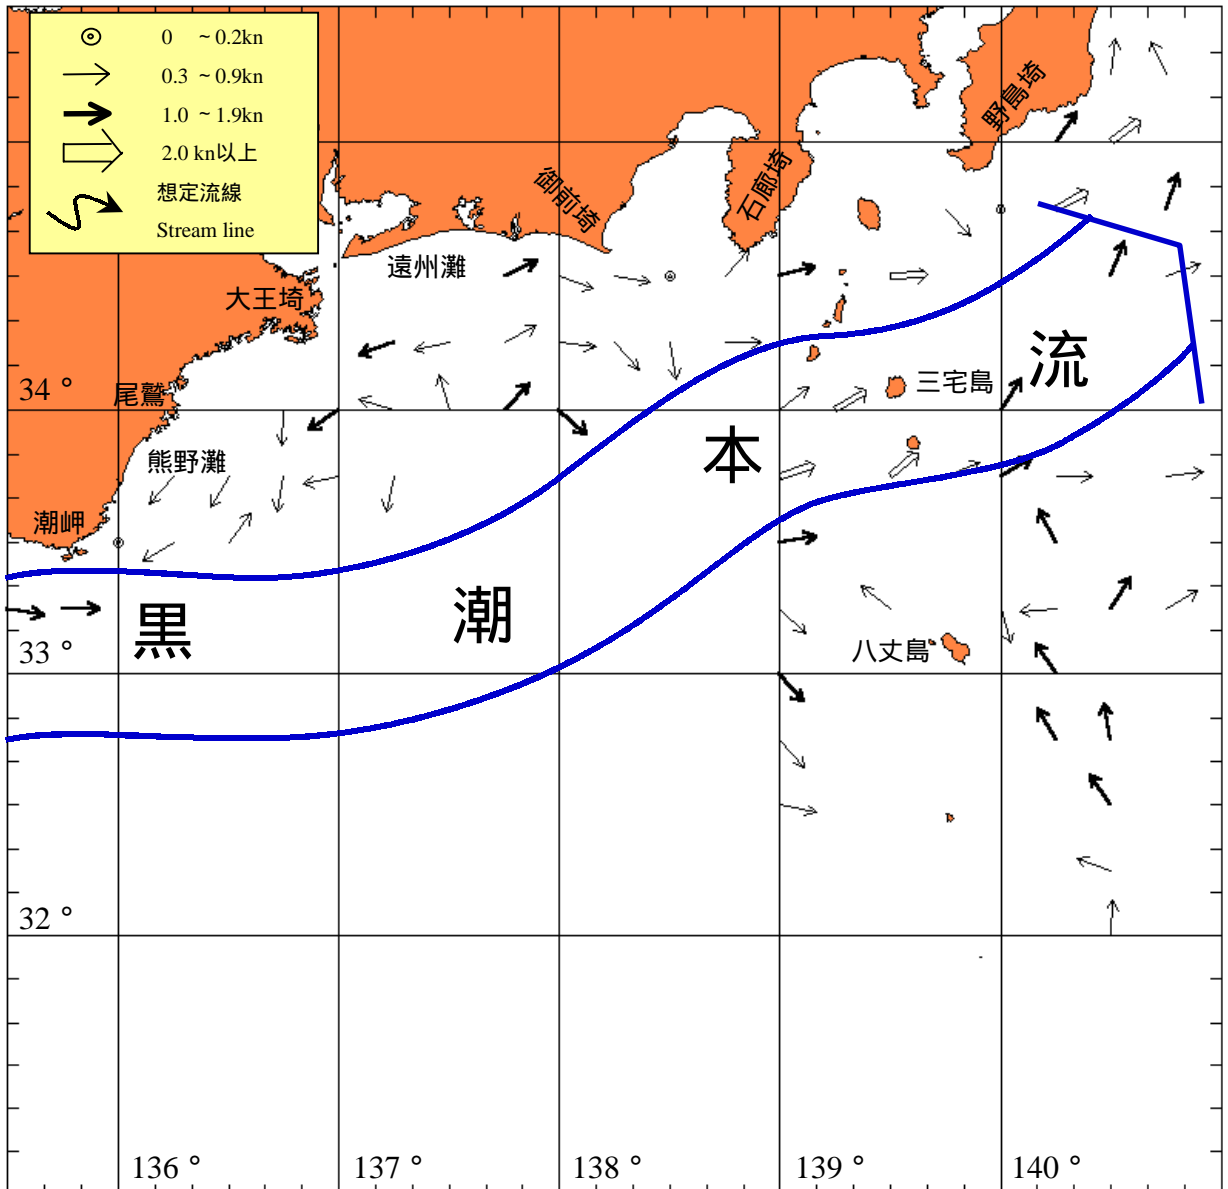 0 ~ 0.2kn
0.3 ~ 0.9kn
1.0 ~ 1.9kn
2.0 kn以上
想定流線
Stream line
野島埼
石廊埼
御前埼
遠州灘
大王埼
尾鷲
熊野灘
潮岬
三宅島
八丈島
黒
潮
本
流
34 °
33 °
32 °
136 °
137 °
138 °
139 °
140 °